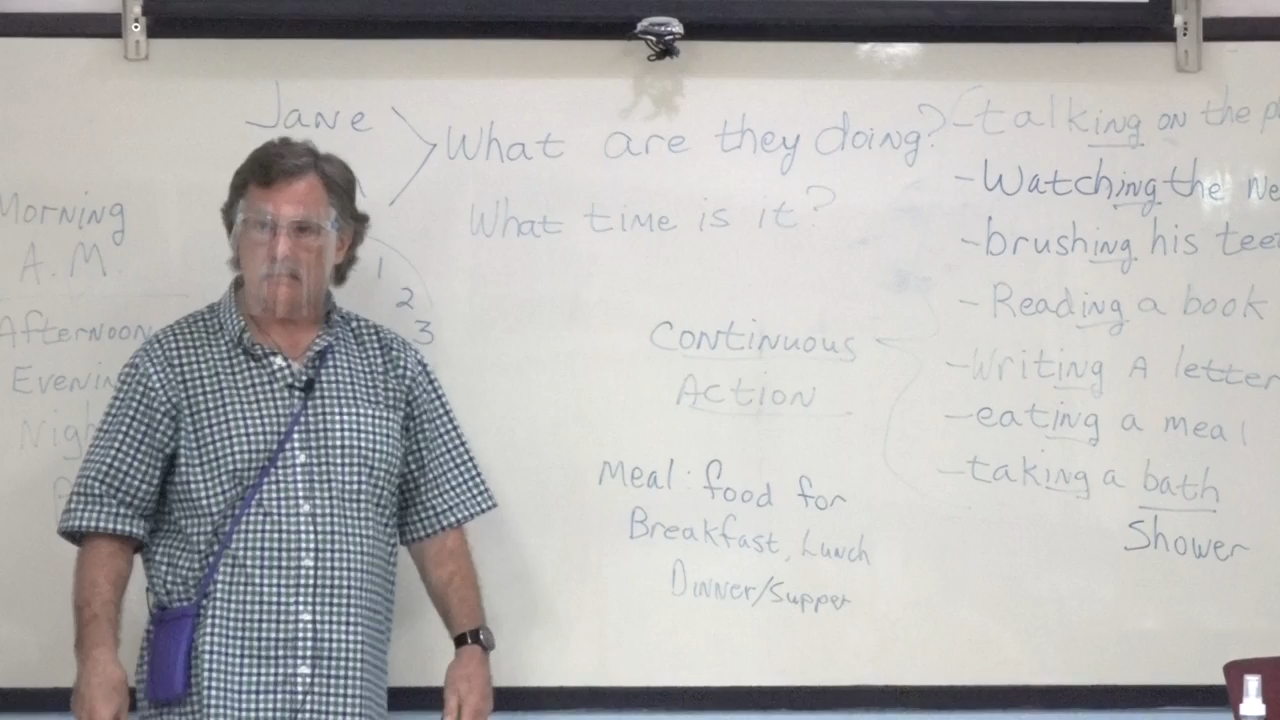 Jane
What are they doing?
What time is it?
Morning
A.M.
Afternoon
1
2
3
Continuous
Action
Meal: food for
Breakfast, Lunch
Dinner/Supper
-talking on the
-Watching the
-brushing his
-Reading a book
-Writing A letter
-eating a meal
-taking a bath
Shower